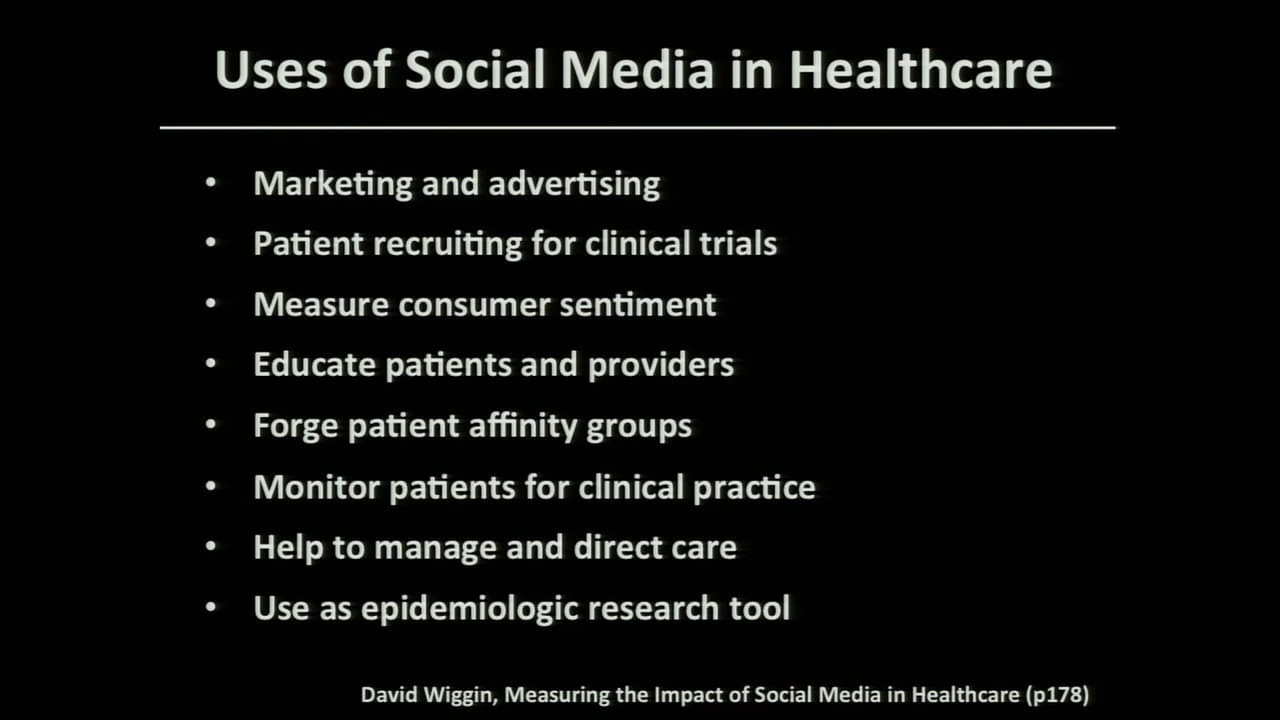 Uses of Social Media in Healthcare
• Marketing and advertising
• Patient recruiting for clinical trials
• Measure consumer sentiment
• Educate patients and providers
• Forge patient affinity groups
• Monitor patients for clinical practice
• Help to manage and direct care
• Use as epidemiologic research tool
David Wiggin, Measuring the Impact of Social Media in Healthcare (p178)